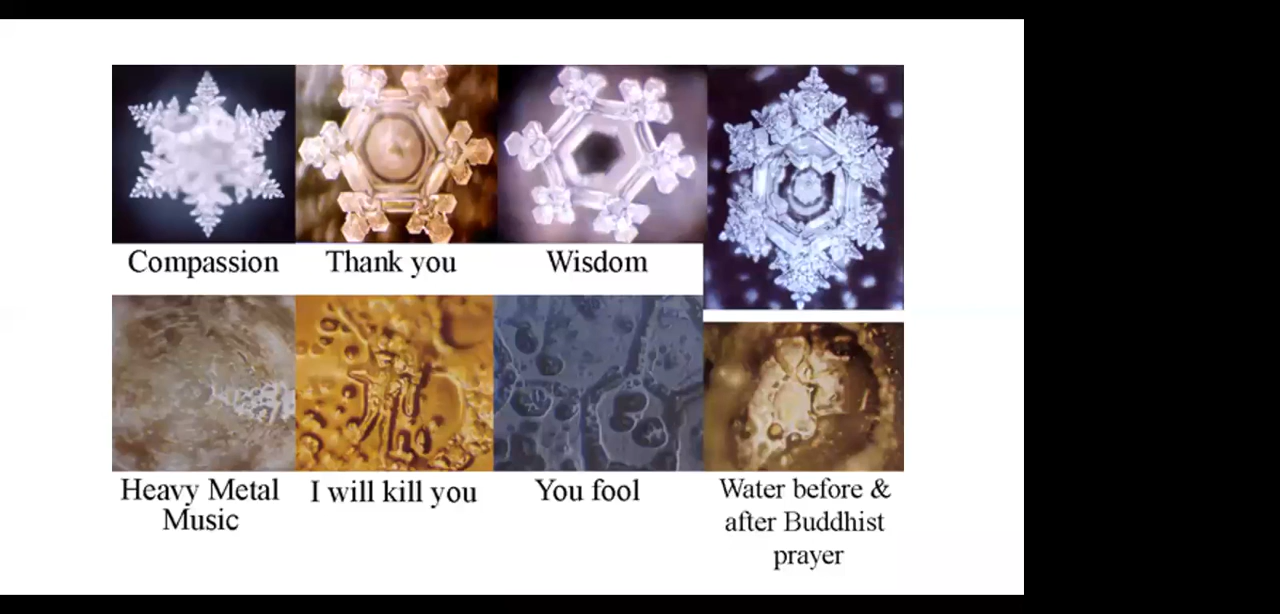 Compassion
Thank you
Wisdom
Heavy Metal
Music
I will kill you
You fool
Water before &
after Buddhist
prayer